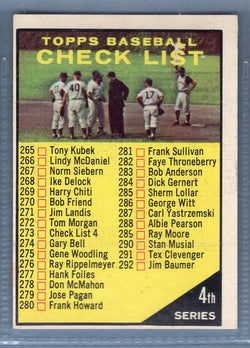 TOPPS BASEBALL
CHECK LIST
40
17
265 Tony Kubek
266 Lindy McDaniel
267 Norm Siebern
268 Ike Delock
269 Harry Chiti
270 Bob Friend
271 Jim Landis
272 Tom Morgan
273 Check List 4
274 Gary Bell
275 Gene Woodling
276 Ray Rippelmeyer
277 Hank Foiles
278 Don McMahon
279 Jose Pagan
280 Frank Howard
281 Frank Sullivan
282 Faye Throneberry
283 Bob Anderson
284 Dick Gernert
285 Sherm Lollar
286 George Witt
287 Carl Yastrzemski
288 Albie Pearson
289 Ray Moore
290 Stan Musial
291 Tex Clevenger
292 Jim Baumer
4th
SERIES